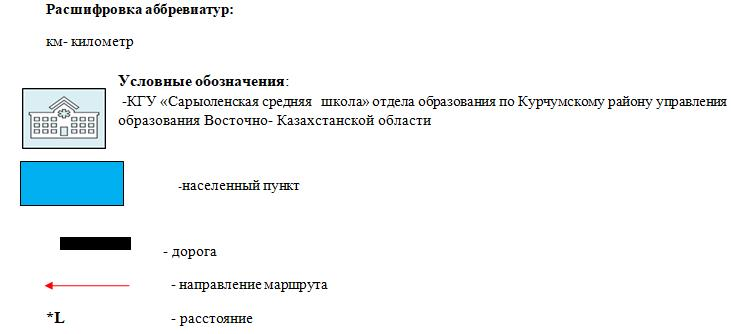 Расшифровка аббревиатур:
км- километр
Условные обозначения:
-КГУ «Сарыоленская средняя школа» отдела образования по Курчумскому району управления
образования Восточно- Казахстанской области
-населенный пункт
- дорога
- направление маршрута
*L - расстояние